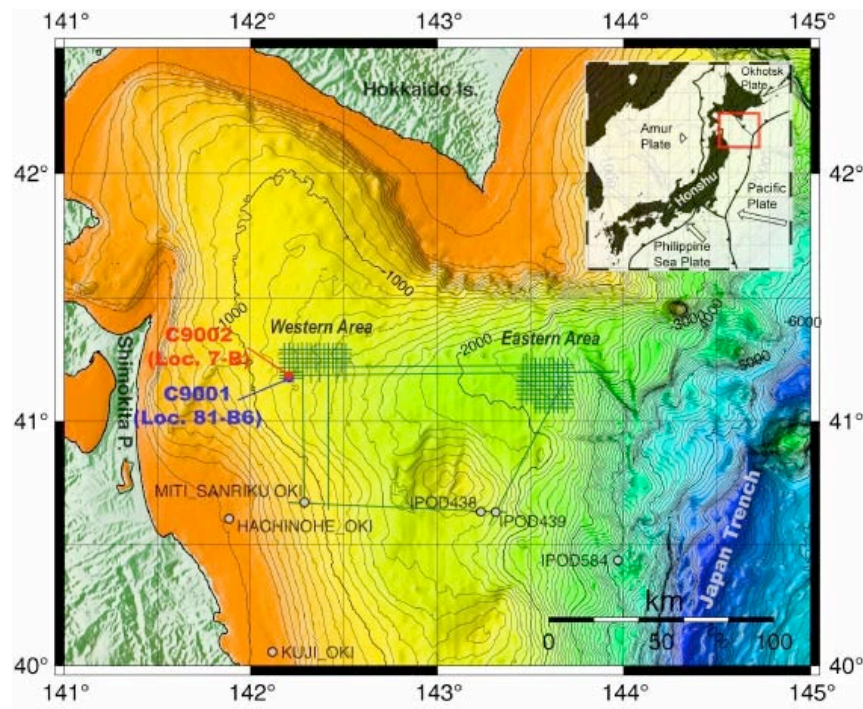 141°
142°
143°
144°
145°
Hokkaido Is.
Okhotsk
Plate
Amur
Plate
Honshu
Pacific
Plate
Philippine
Sea Plate
42°
42°
1000
1000
C9002
(Loc. 7-B)
Western Area
2000
Eastern Area
3000
4000
5000
6000
C9001
(Loc. 81-B6)
Shimokita P.
41°
41°
MITI_SANRIKU OKI
HACHINOHE_OKI
IPOD438
IPOD439
IPOD584
Japan Trench
km
0
50
100
KUJI_OKI
40°
40°
141°
142°
143°
144°
145°